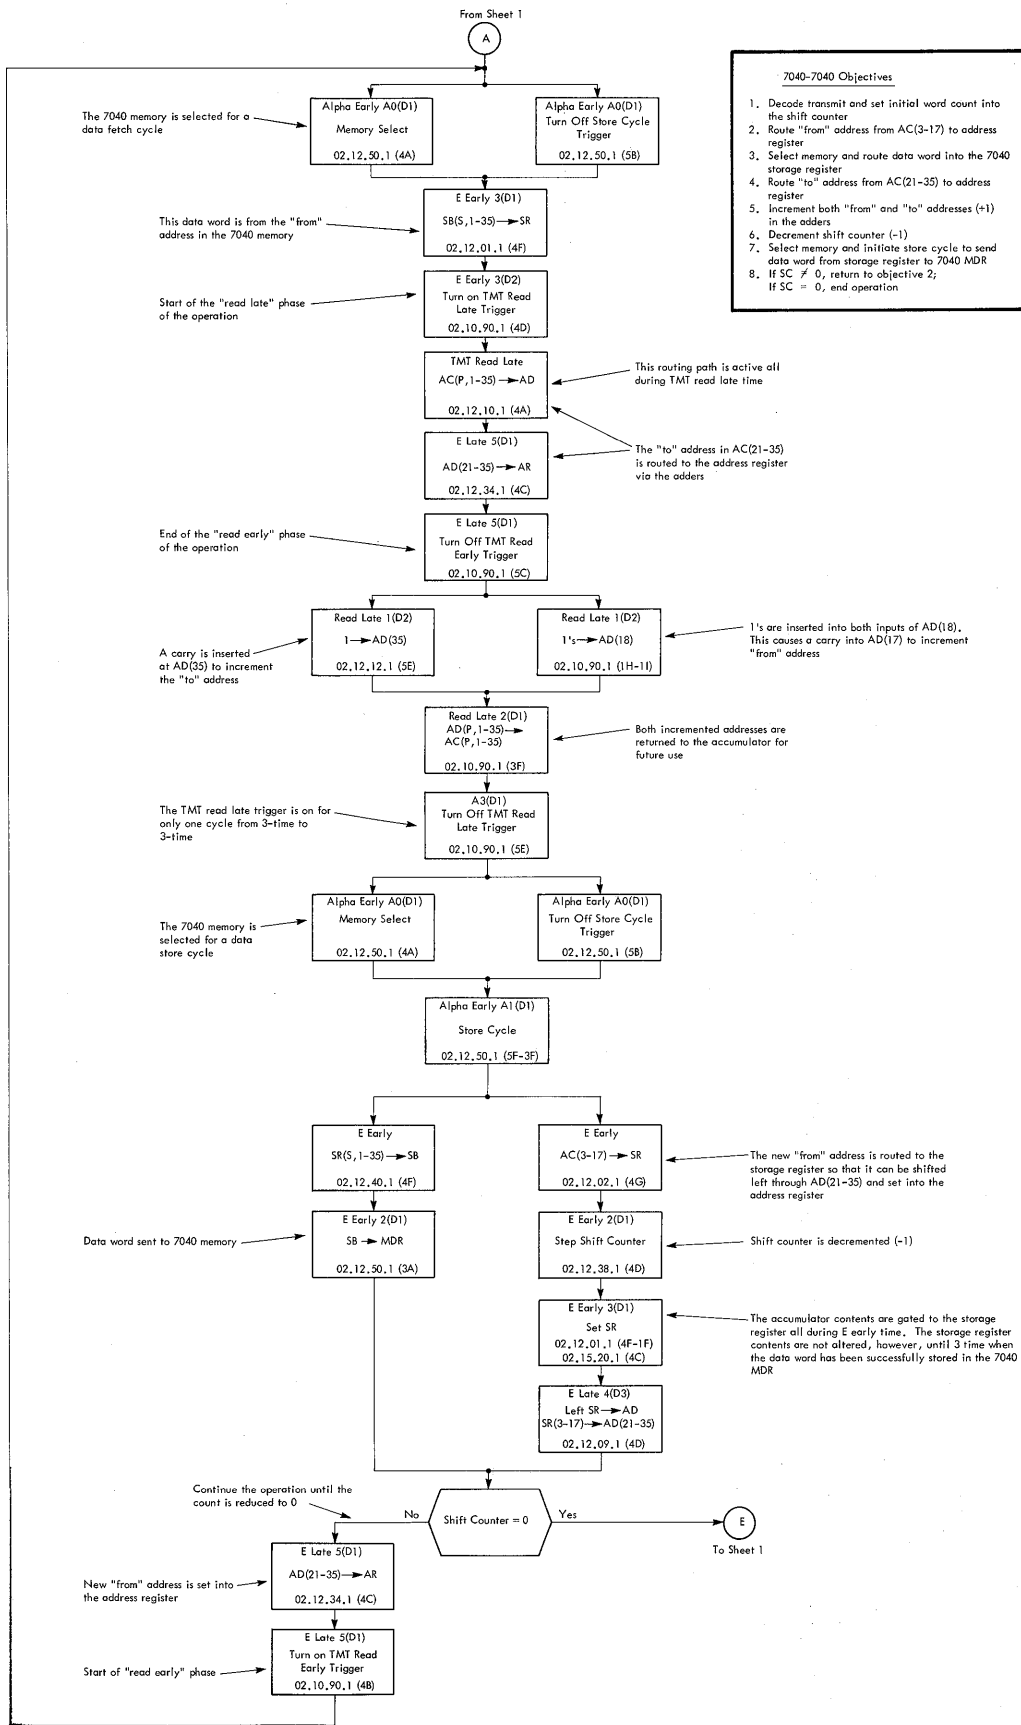 From Sheet 1
A
7040-7040 Objectives
1. Decode transmit and set initial word count into
the shift counter
2. Route "from" address from AC(3-17) to address
register
3. Select memory and route data word into the 7040
storage register
4. Route "to" address from AC(21-35) to address
register
5. Increment both "from" and "to" addresses (+1)
in the adders
6. Decrement shift counter (-1)
7. Select memory and initiate store cycle to send
data word from storage register to 7040 MDR
8. If SC ≠ 0, return to objective 2;
If SC = 0, end operation
The 7040 memory is selected for a
data fetch cycle
Alpha Early A0(D1)
Memory Select
02.12.50.1 (4A)
Alpha Early A0(D1)
Turn Off Store Cycle
Trigger
02.12.50.1 (5B)
This data word is from the "from"
address in the 7040 memory
E Early 3(D1)
SB(S,1-35)→SR
02.12.01.1 (4F)
Start of the "read late" phase
of the operation
E Early 3(D2)
Turn on TMT Read
Late Trigger
02.10.90.1 (4D)
TMT Read Late
AC(P,1-35)→AD
02.12.10.1 (4A)
This routing path is active all
during TMT read late time
E Late 5(D1)
AD(21-35)→AR
02.12.34.1 (4C)
The "to" address in AC(21-35)
is routed to the address register
via the adders
End of the "read early" phase
of the operation
E Late 5(D1)
Turn Off TMT Read
Early Trigger
02.10.90.1 (5C)
A carry is inserted
at AD(35) to increment
the "to" address
Read Late 1(D2)
1→AD(35)
02.12.12.1 (5E)
Read Late 1(D2)
1's→AD(18)
02.10.90.1 (1H-1I)
1's are inserted into both inputs of AD(18).
This causes a carry into AD(17) to increment
"from" address
Read Late 2(D1)
AD(P,1-35)→
AC(P,1-35)
02.10.90.1 (3F)
Both incremented addresses are
returned to the accumulator for
future use
The TMT read late trigger is on for
only one cycle from 3-time to
3-time
A3(D1)
Turn Off TMT Read
Late Trigger
02.10.90.1 (5E)
The 7040 memory is
selected for a data
store cycle
Alpha Early A0(D1)
Memory Select
02.12.50.1 (4A)
Alpha Early A0(D1)
Turn Off Store Cycle
Trigger
02.12.50.1 (5B)
Alpha Early A1(D1)
Store Cycle
02.12.50.1 (5F-3F)
E Early
SR(S,1-35)→SB
02.12.40.1 (4F)
E Early
AC(3-17)→SR
02.12.02.1 (4G)
The new "from" address is routed to the
storage register so that it can be shifted
left through AD(21-35) and set into the
address register
Data word sent to 7040 memory
E Early 2(D1)
SB→MDR
02.12.50.1 (3A)
E Early 2(D1)
Step Shift Counter
02.12.38.1 (4D)
Shift counter is decremented (-1)
E Early 3(D1)
Set SR
02.12.01.1 (4F-1F)
02.15.20.1 (4C)
The accumulator contents are gated to the storage
register all during E early time. The storage register
contents are not altered, however, until 3 time when
the data word has been successfully stored in the 7040
MDR
E Late 4(D3)
Left SR→AD
SR(3-17)→AD(21-35)
02.12.09.1 (4D)
Continue the operation until the
count is reduced to 0
No
Shift Counter = 0
Yes
E
To Sheet 1
New "from" address is set into
the address register
E Late 5(D1)
AD(21-35)→AR
02.12.34.1 (4C)
Start of "read early" phase
E Late 5(D1)
Turn on TMT Read
Early Trigger
02.10.90.1 (4B)